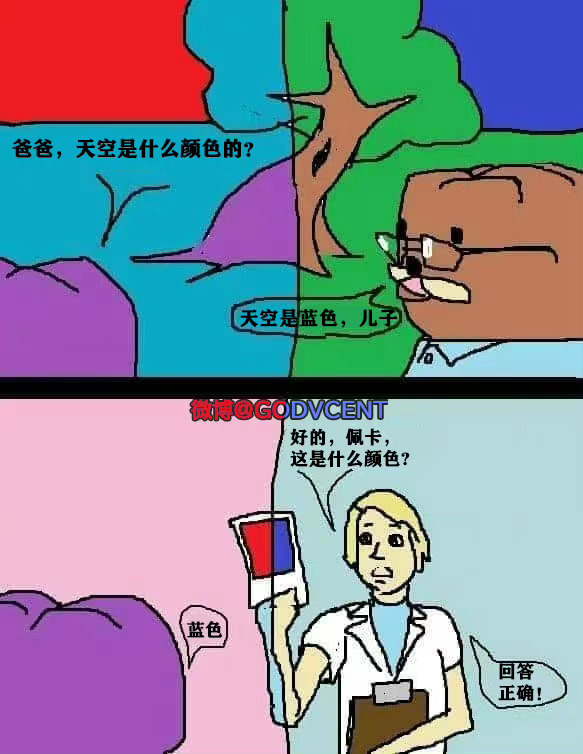 爸爸，天空是什么颜色的?
天空是蓝色，儿子
微博@GODVCENT
好的，佩卡，
这是什么颜色?
蓝色
回答
正确!